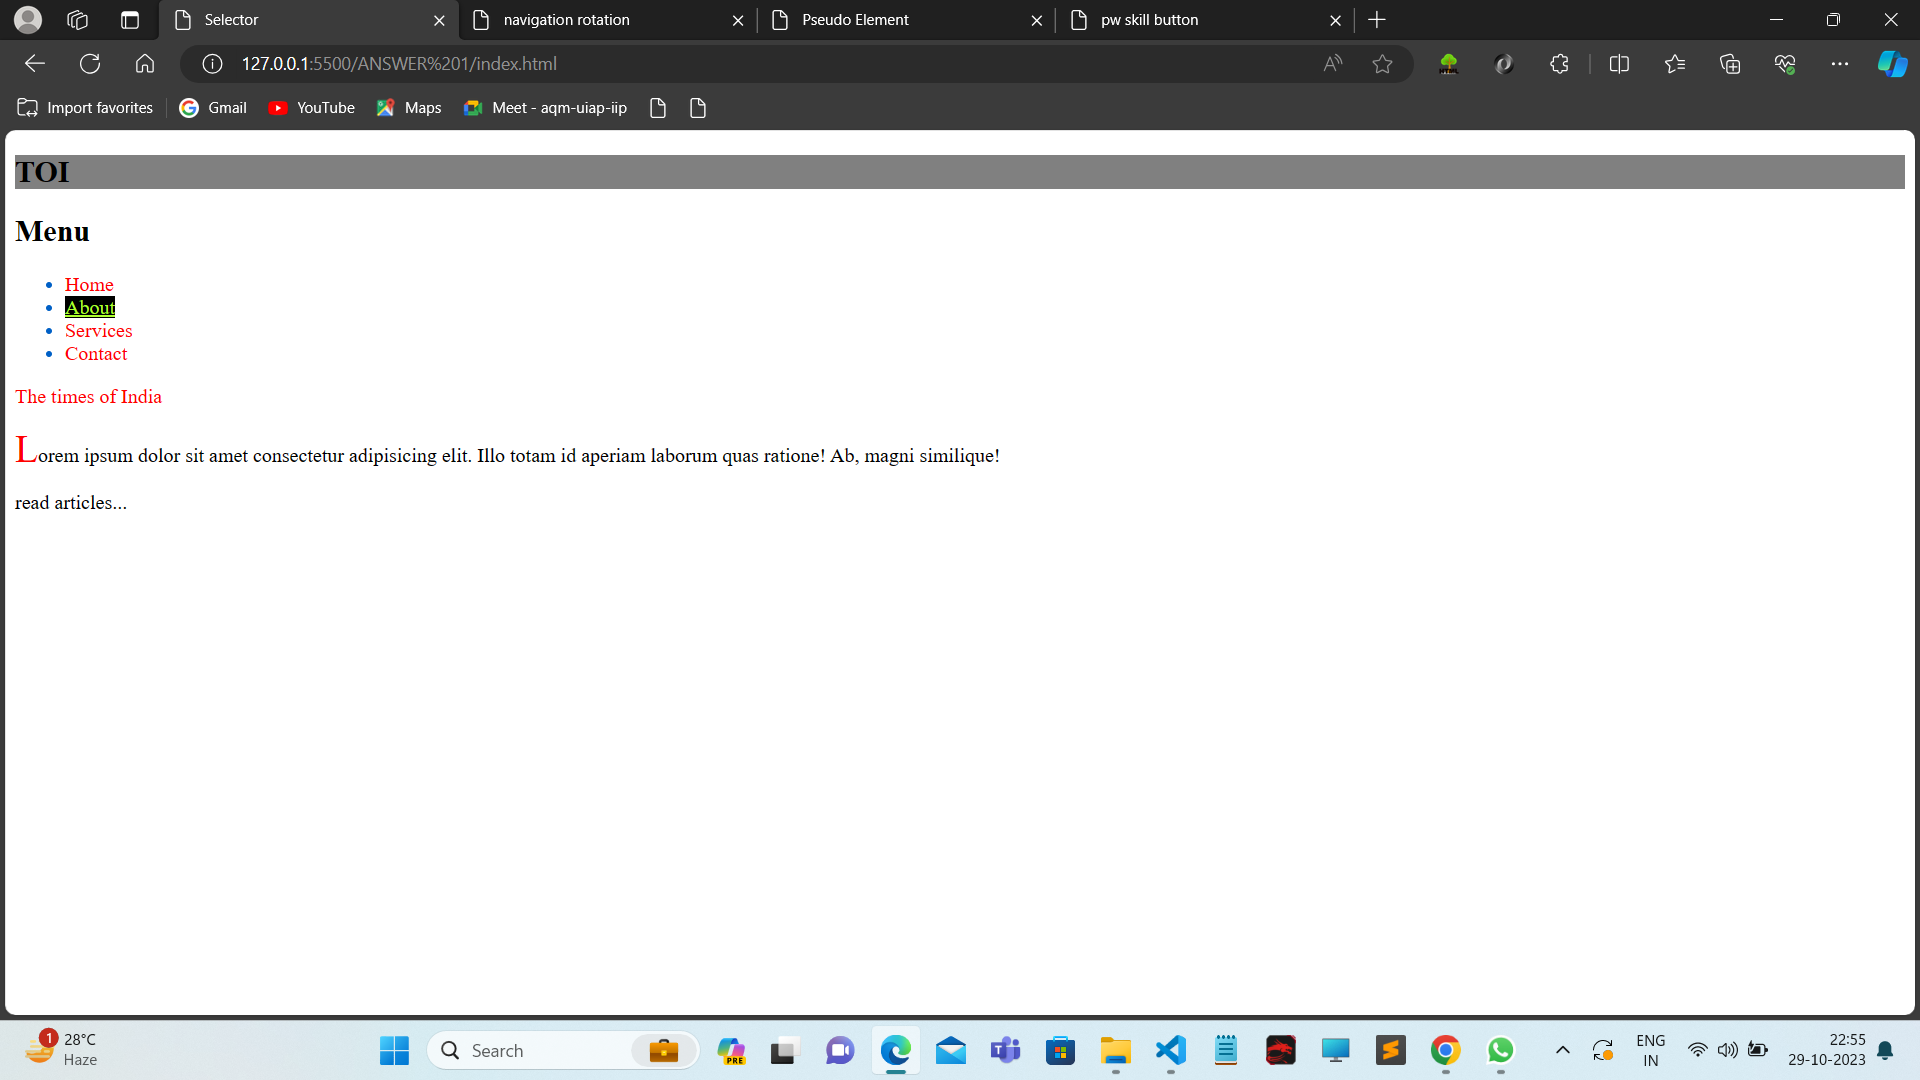 Selector navigation rotation Pseudo Element pw skill button
127.0.0.1:5500/ANSWER%201/index.html
Import favorites Gmail YouTube Maps Meet - aqm-uiap-iip
TOI
Menu
Home
About
Services
Contact
The times of India
Lorem ipsum dolor sit amet consectetur adipisicing elit. Illo totam id aperiam laborum quas ratione! Ab, magni similique!
read articles...
1 28°C Search PRE ENG 22:55
Haze IN 29-10-2023